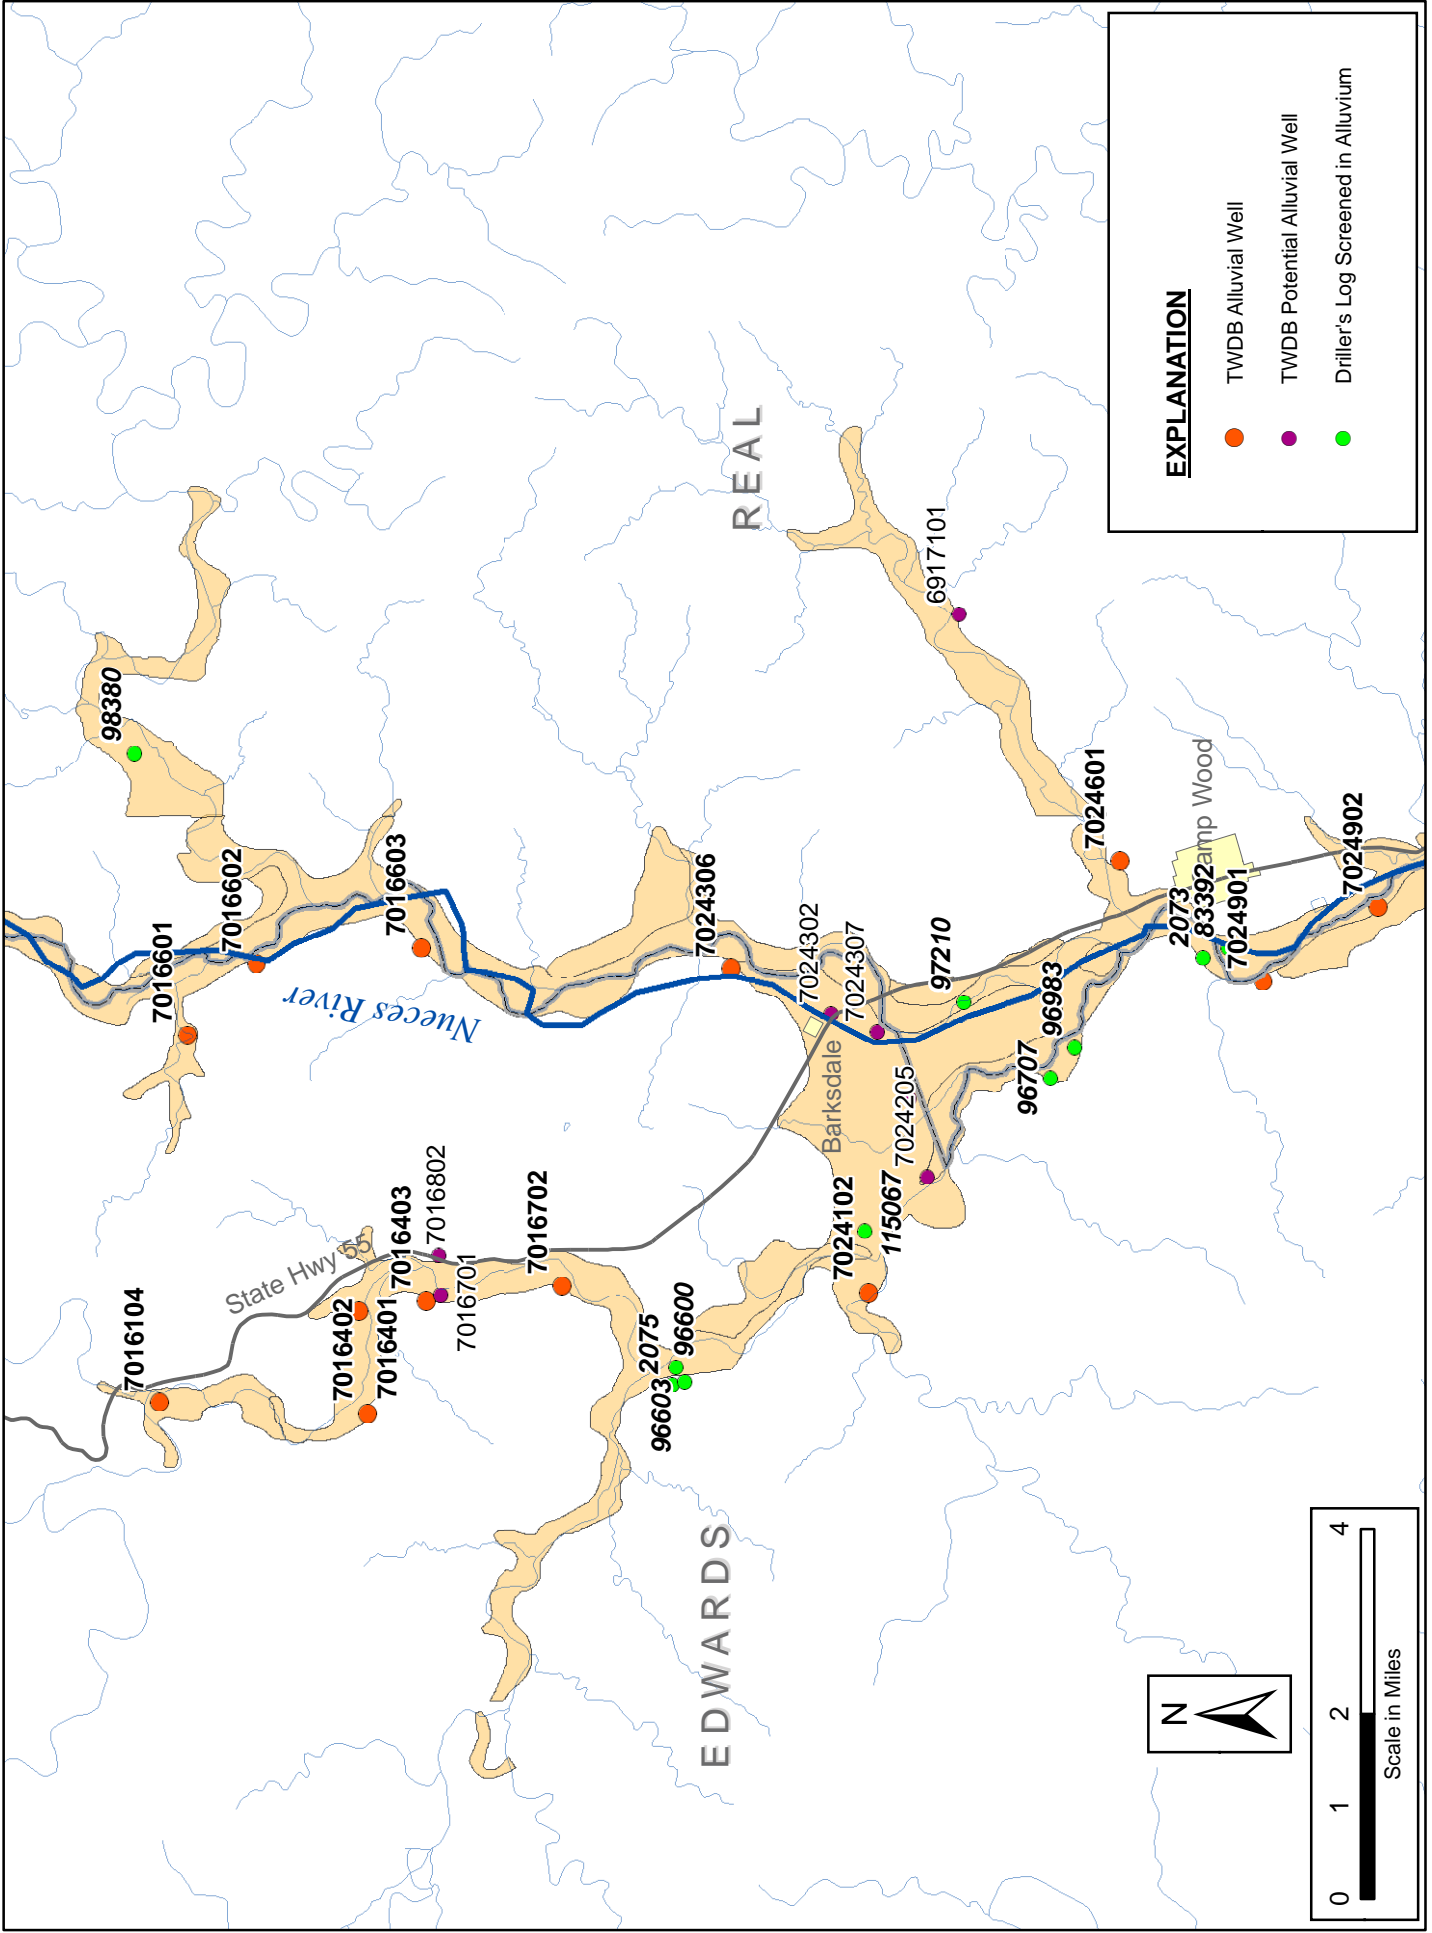 98380
7016601
7016602
7016603
Nueces River
7016104
State Hwy 55
7016402
7016401
7016403
7016802
7016701
7016702
2075
96600
96603
EDWARDS
REAL
7024306
7024302
7024307
Barksdale
7024205
7024102
115067
97210
96983
96707
6917101
7024601
2073
83392
7024901
amp Wood
7024902
EXPLANATION
TWDB Alluvial Well
TWDB Potential Alluvial Well
Driller's Log Screened in Alluvium
N
0 1 2 4
Scale in Miles